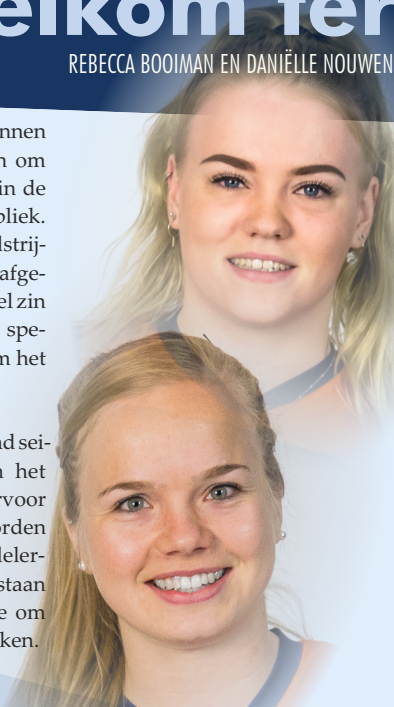 elkom ter
REBECCA BOOIMAN EN DANIËLLE NOUWEN
nnen
n om
in de
bliek.
lstrij-
afge-
el zin
spe-
m het
nd sei-
n het
rvoor
orden
leler-
staan
e om
ken.